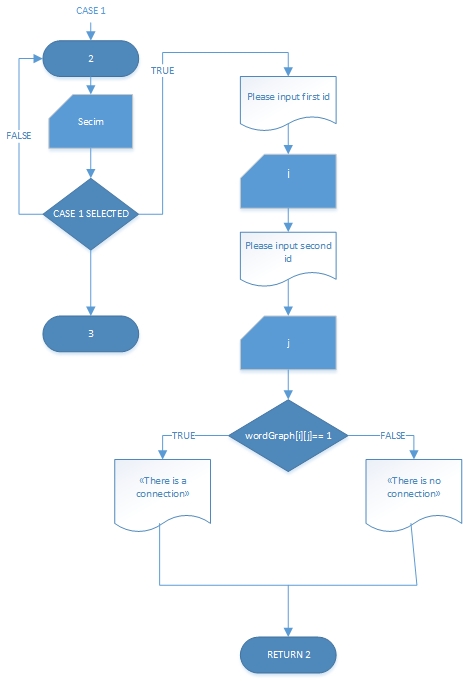 CASE 1
2
TRUE
Please input first id
Secim
FALSE
i
CASE 1 SELECTED
Please input second
id
3
j
wordGraph[i][j]== 1
TRUE
FALSE
«There is a
connection»
«There is no
connection»
RETURN 2